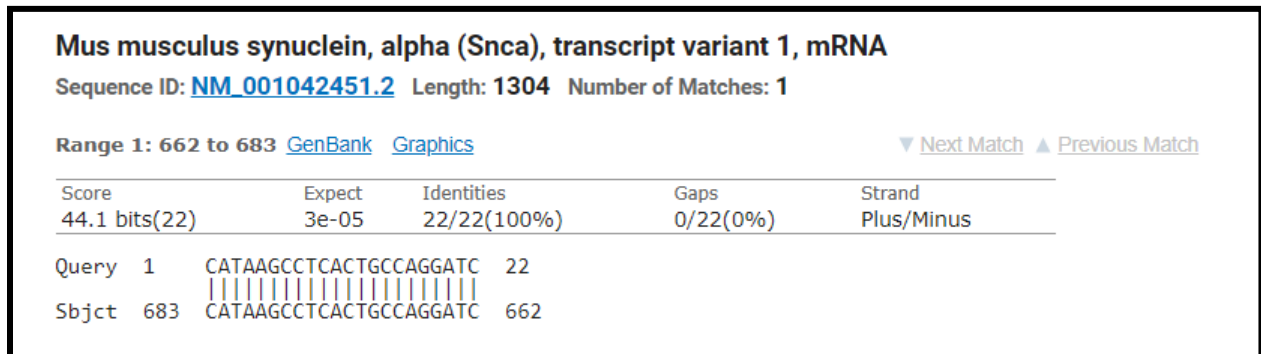 Mus musculus synuclein, alpha (Snca), transcript variant 1, mRNA
Sequence ID: NM_001042451.2 Length: 1304 Number of Matches: 1
Range 1: 662 to 683 GenBank Graphics ▼ Next Match ▲ Previous Match
Score Expect Identities Gaps Strand
44.1 bits(22) 3e-05 22/22(100%) 0/22(0%) Plus/Minus
Query 1 CATAAGCCTCACTGCCAGGATC 22
||||||||||||||||||||||
Sbjct 683 CATAAGCCTCACTGCCAGGATC 662